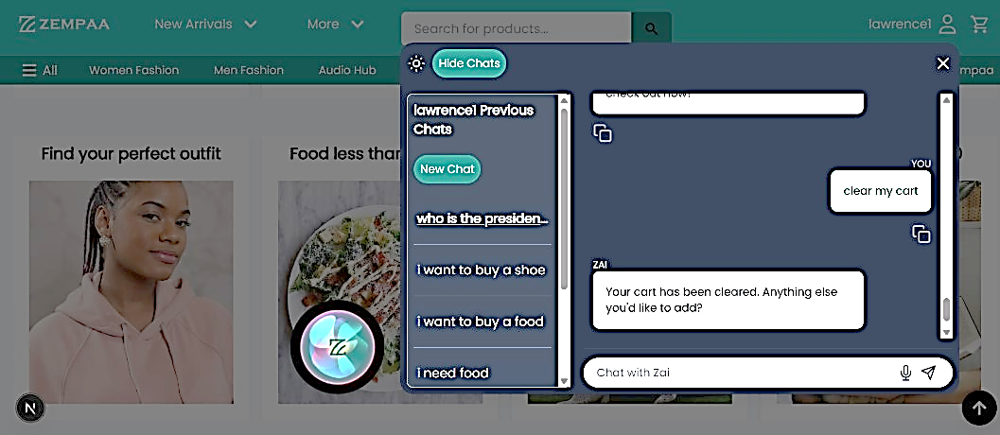 ZEMPAA
New Arrivals
More
Search for products...
lawrence1
All
Women Fashion
Men Fashion
Audio Hub
mpaa
Hide Chats
lawrence1 Previous
Chats
New Chat
who is the presiden...
i want to buy a shoe
i want to buy a food
i need food
check out now?
YOU
clear my cart
ZAI
Your cart has been cleared. Anything else
you'd like to add?
Chat with Zai
Find your perfect outfit
Food less than
N